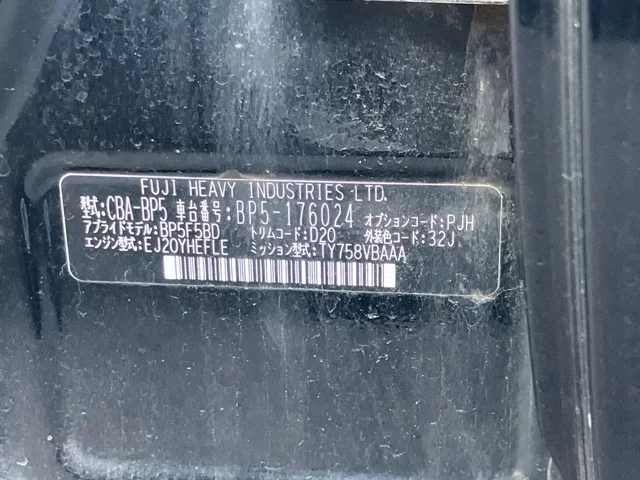 FUJI HEAVY INDUSTRIES LTD.
型式:CBA-BP5 車台番号:BP5-176024 オプションコード:PJH
アプライドモデル:BP5F5BD トリムコード:D20 外装色コード:32J
エンジン型式:EJ20YHEFLE ミッション型式:TY758VBAAA